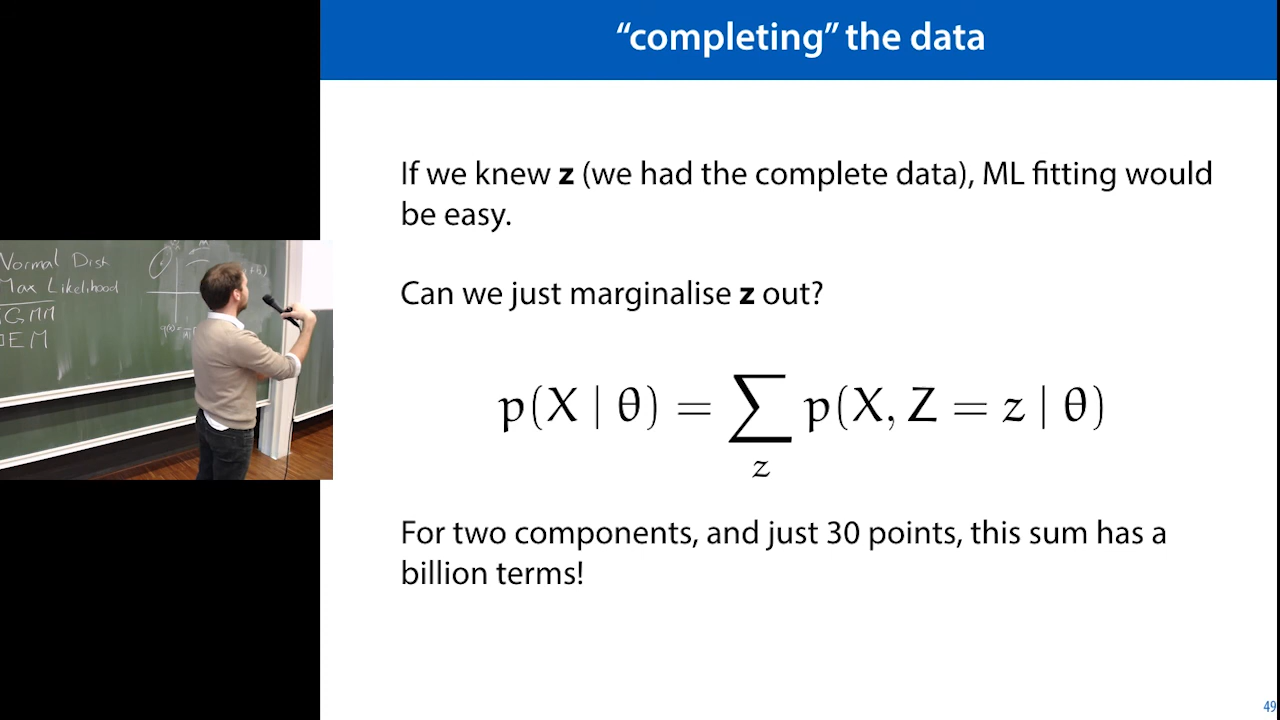 “completing” the data
If we knew z (we had the complete data), ML fitting would
be easy.
Can we just marginalise z out?
p(X | θ) = ∑ p(X, Z = z | θ)
z
For two components, and just 30 points, this sum has a
billion terms!
49
Normal Dist
Max Likelihood
GMM
EM